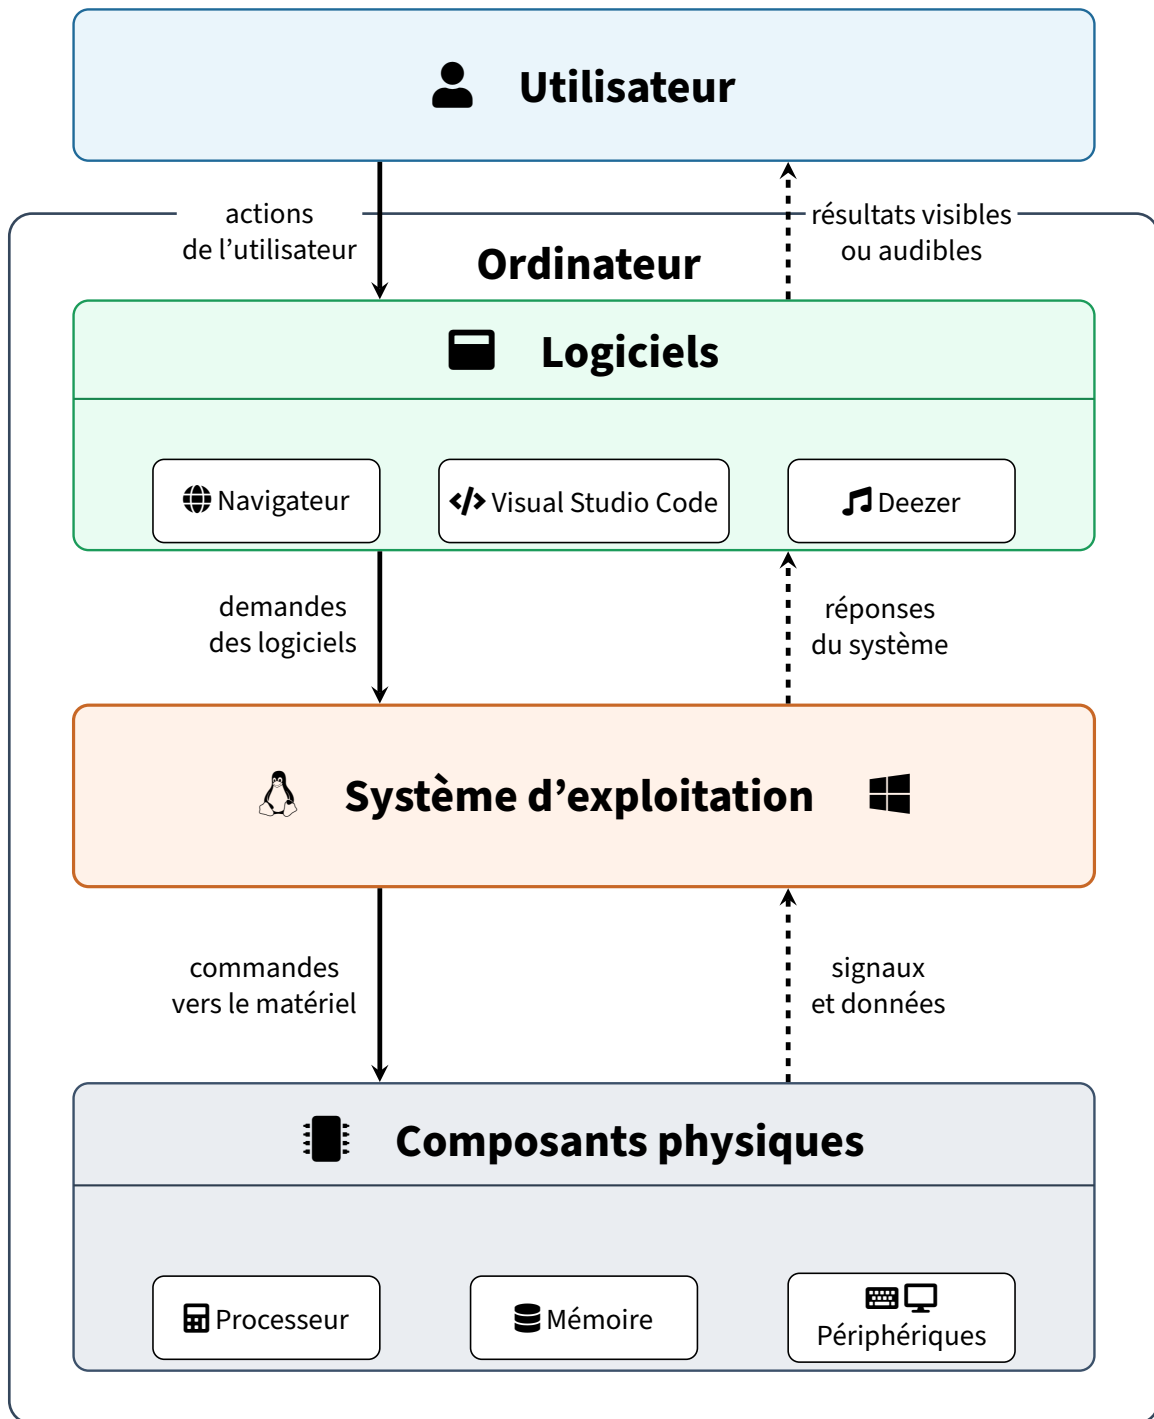 Utilisateur
actions
de l’utilisateur
résultats visibles
ou audibles
Ordinateur
Logiciels
Navigateur
Visual Studio Code
Deezer
demandes
des logiciels
réponses
du système
Système d’exploitation
commandes
vers le matériel
signaux
et données
Composants physiques
Processeur
Mémoire
Périphériques